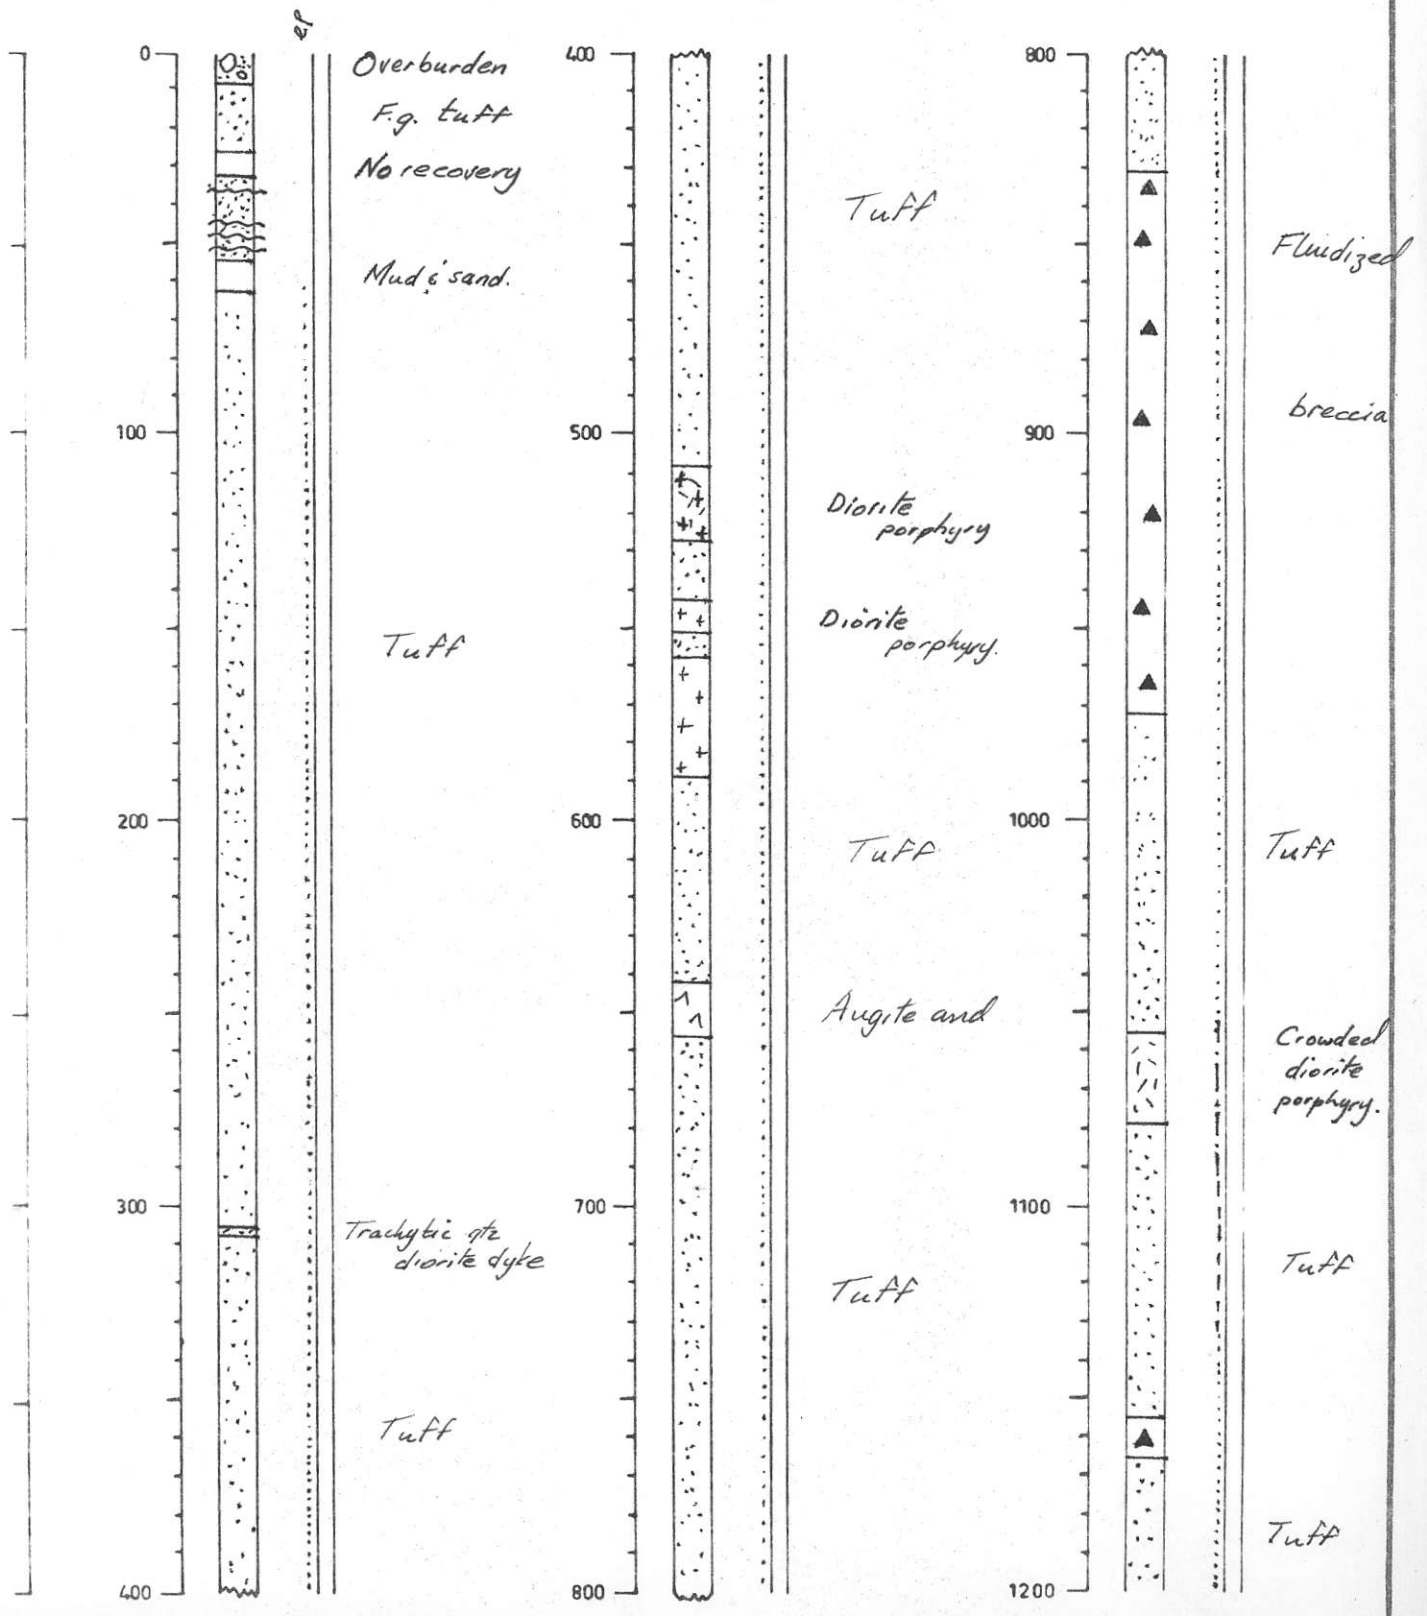 ep
0
Overburden
F.g. tuff
No recovery
Mud & sand.
100
Tuff
200
300
Trachytic qtz
diorite dyke
Tuff
400
400
Tuff
500
Diorite
porphyry
Diorite
porphyry.
600
Tuff
Augite and
700
Tuff
800
800
Fluidized
breccia
900
1000
Tuff
Crowded
diorite
porphyry.
1100
Tuff
Tuff
1200